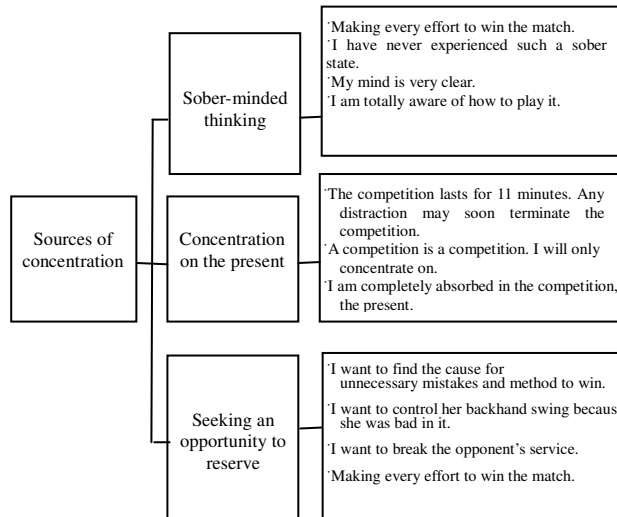 Sources of
concentration
Sober-minded
thinking
·Making every effort to win the match.
·I have never experienced such a sober
state.
·My mind is very clear.
·I am totally aware of how to play it.
Concentration
on the present
·The competition lasts for 11 minutes. Any
distraction may soon terminate the
competition.
·A competition is a competition. I will only
concentrate on.
·I am completely absorbed in the competition,
the present.
Seeking an
opportunity to
reserve
·I want to find the cause for
unnecessary mistakes and method to win.
·I want to control her backhand swing becaus
she was bad in it.
·I want to break the opponent’s service.
·Making every effort to win the match.